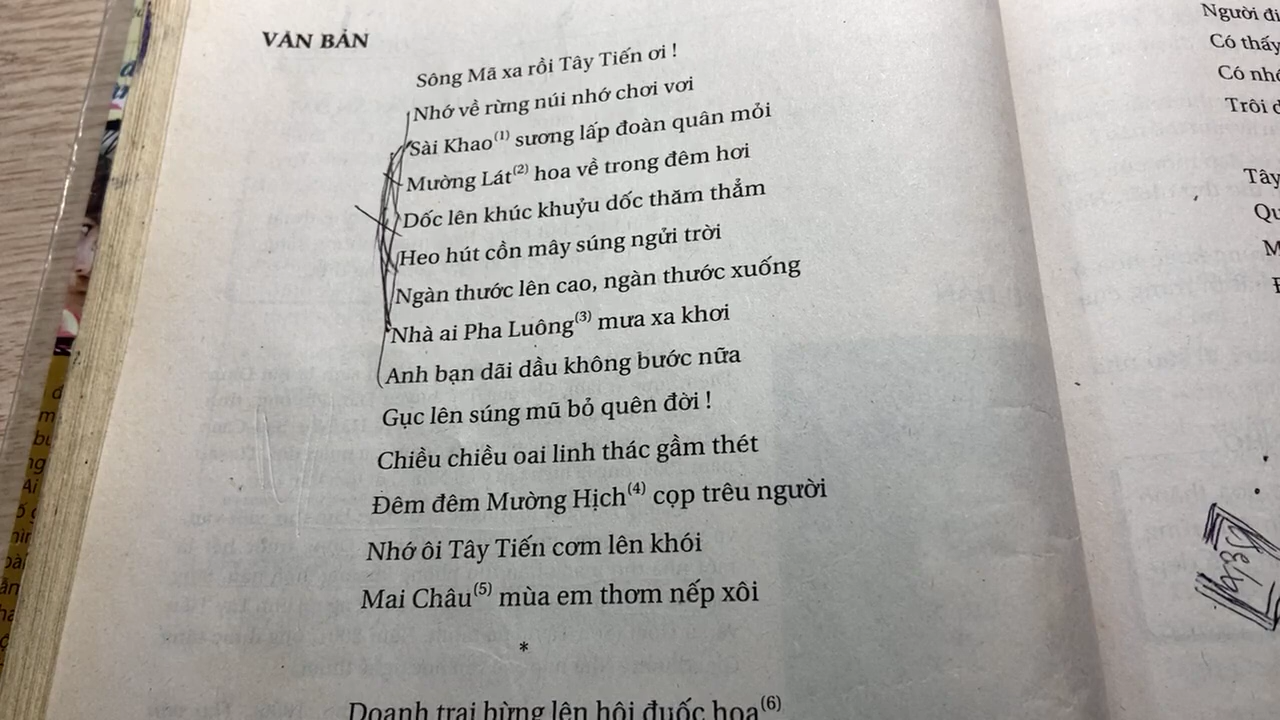 VĂN BẢN
Sông Mã xa rồi Tây Tiến ơi !
Nhớ về rừng núi nhớ chơi vơi
Sài Khao(1) sương lấp đoàn quân mỏi
Mường Lát(2) hoa về trong đêm hơi
Dốc lên khúc khuỷu dốc thăm thẳm
Heo hút cồn mây súng ngửi trời
Ngàn thước lên cao, ngàn thước xuống
Nhà ai Pha Luông(3) mưa xa khơi
Anh bạn dãi dầu không bước nữa
Gục lên súng mũ bỏ quên đời !
Chiều chiều oai linh thác gầm thét
Đêm đêm Mường Hịch(4) cọp trêu người
Nhớ ôi Tây Tiến cơm lên khói
Mai Châu(5) mùa em thơm nếp xôi
*
Doanh trại bừng lên hội đuốc hoa(6)
Người đi
Có thấy
Có nhớ
Trôi
Tây